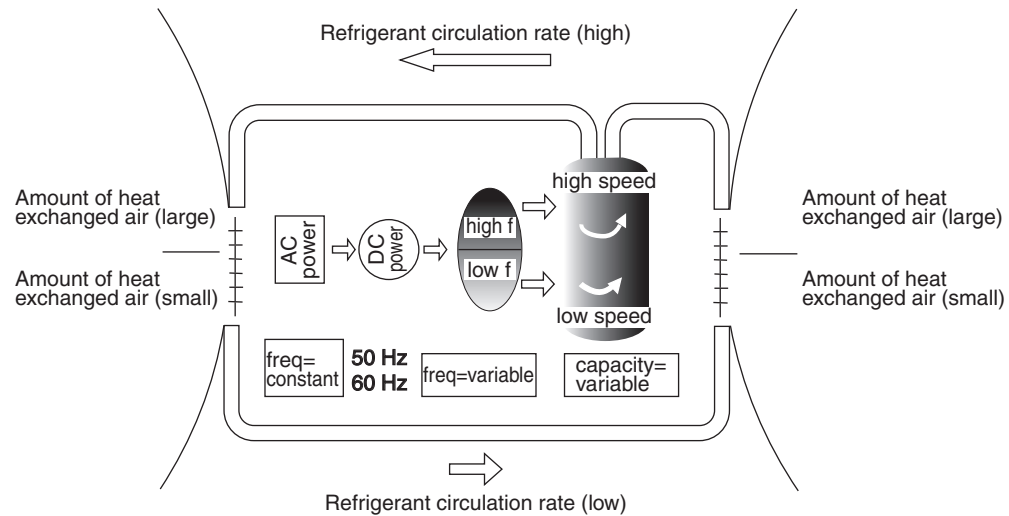 Refrigerant circulation rate (high)
Amount of heat
exchanged air (large)
Amount of heat
exchanged air (small)
AC
power
DC
power
high f
low f
high speed
low speed
Amount of heat
exchanged air (large)
Amount of heat
exchanged air (small)
freq=
constant
50 Hz
60 Hz
freq=variable
capacity=
variable
Refrigerant circulation rate (low)